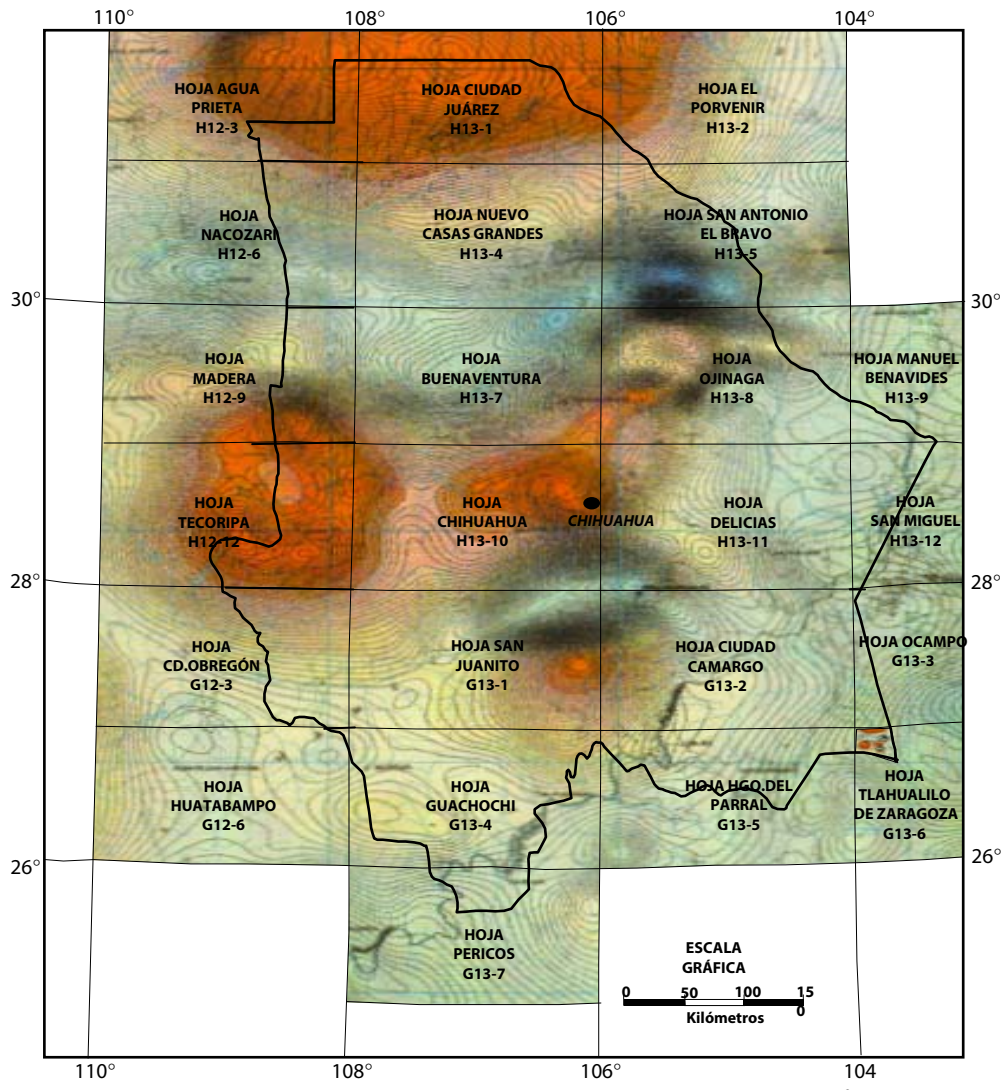 110°
108°
106°
104°
HOJA AGUA
PRIETA
H12-3
HOJA CIUDAD
JUÁREZ
H13-1
HOJA EL
PORVENIR
H13-2
HOJA
NACOZARI
H12-6
HOJA NUEVO
CASAS GRANDES
H13-4
HOJA SAN ANTONIO
EL BRAVO
H13-5
30°
30°
HOJA
MADERA
H12-9
HOJA
BUENAVENTURA
H13-7
HOJA
OJINAGA
H13-8
HOJA MANUEL
BENAVIDES
H13-9
HOJA
TECORIPA
H12-12
HOJA
CHIHUAHUA
H13-10
CHIHUAHUA
HOJA
DELICIAS
H13-11
HOJA
SAN MIGUEL
H13-12
28°
28°
HOJA
CD.OBREGÓN
G12-3
HOJA SAN
JUANITO
G13-1
HOJA CIUDAD
CAMARGO
G13-2
HOJA OCAMPO
G13-3
HOJA
HUATABAMPO
G12-6
HOJA
GUACHOCHI
G13-4
HOJA HGO.DEL
PARRAL
G13-5
HOJA
TLAHUALILO
DE ZARAGOZA
G13-6
26°
26°
HOJA
PERICOS
G13-7
ESCALA
GRÁFICA
0 50 100 15
0
Kilómetros
110°
108°
106°
104